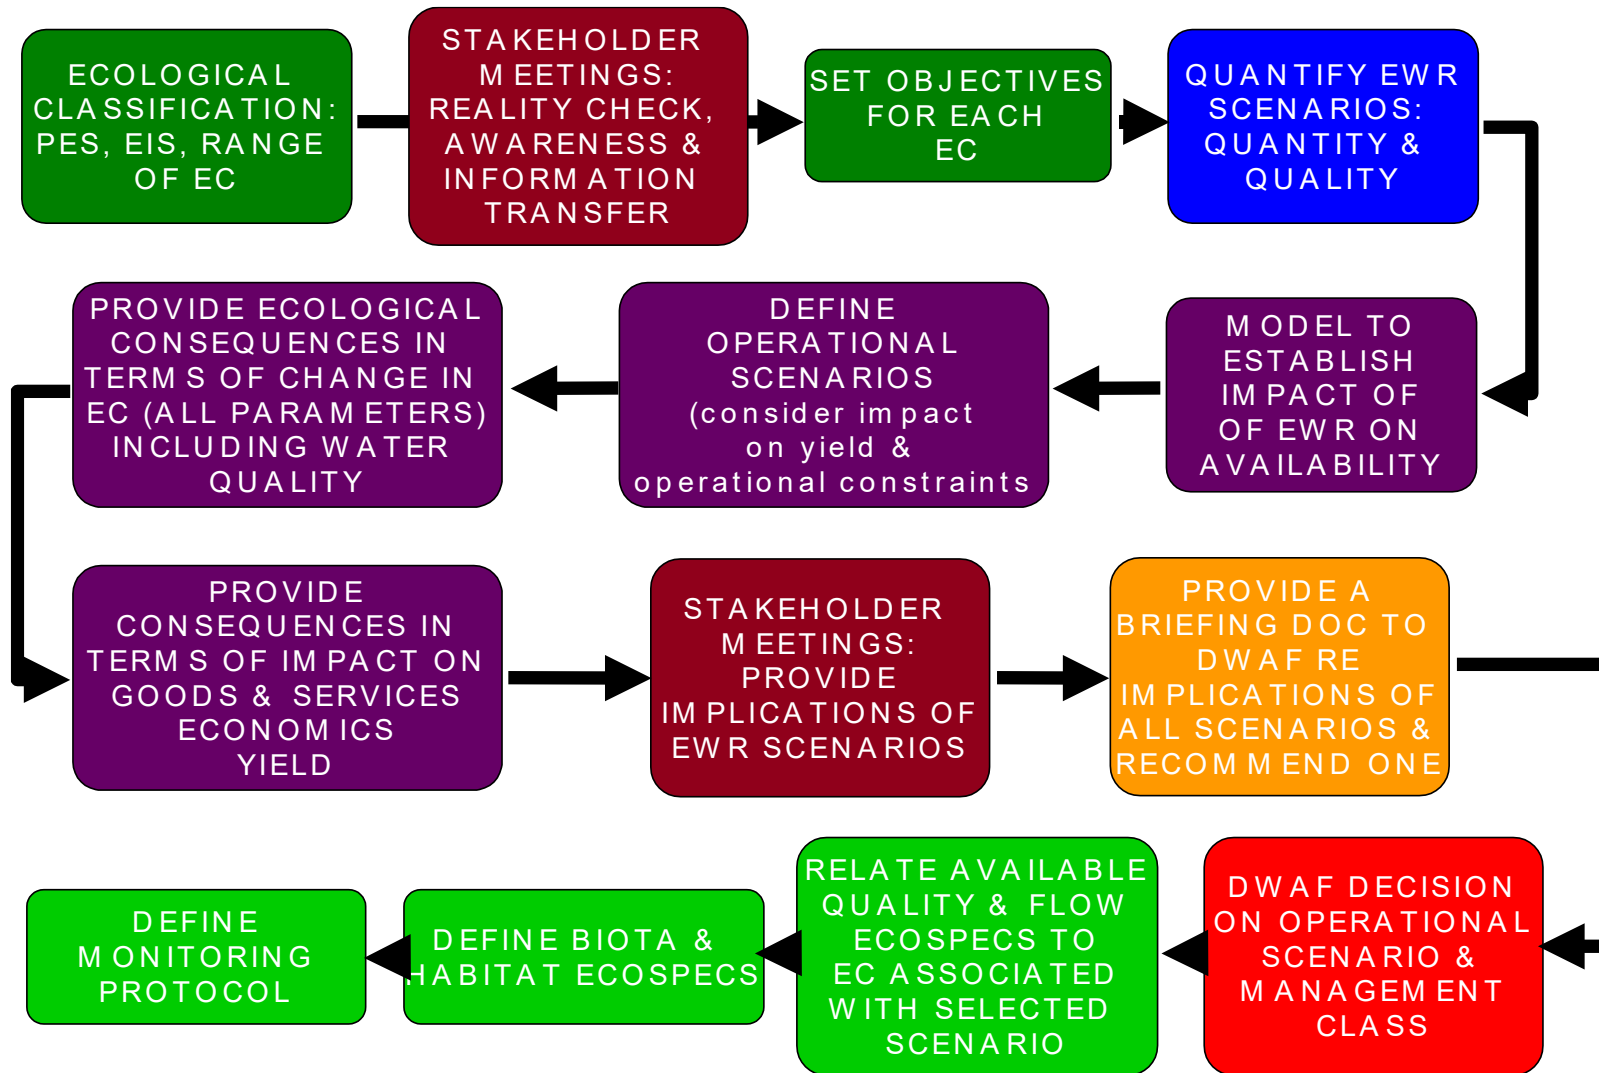 ECOLOGICAL
CLASSIFICATION:
PES, EIS, RANGE
OF EC
STAKEHOLDER
MEETINGS:
REALITY CHECK,
AWARENESS &
INFORMATION
TRANSFER
SET OBJECTIVES
FOR EACH
EC
QUANTIFY EWR
SCENARIOS:
QUANTITY &
QUALITY
MODEL TO
ESTABLISH
IMPACT OF
OF EWR ON
AVAILABILITY
DEFINE
OPERATIONAL
SCENARIOS
(consider impact
on yield &
operational constraints
PROVIDE ECOLOGICAL
CONSEQUENCES IN
TERMS OF CHANGE IN
EC (ALL PARAMETERS)
INCLUDING WATER
QUALITY
PROVIDE
CONSEQUENCES IN
TERMS OF IMPACT ON
GOODS & SERVICES
ECONOMICS
YIELD
STAKEHOLDER
MEETINGS:
PROVIDE
IMPLICATIONS OF
EWR SCENARIOS
PROVIDE A
BRIEFING DOC TO
DWAF RE
IMPLICATIONS OF
ALL SCENARIOS &
RECOMMEND ONE
DWAF DECISION
ON OPERATIONAL
SCENARIO &
MANAGEMENT
CLASS
RELATE AVAILABLE
QUALITY & FLOW
ECOSPECS TO
EC ASSOCIATED
WITH SELECTED
SCENARIO
DEFINE BIOTA &
HABITAT ECOSPECS
DEFINE
MONITORING
PROTOCOL